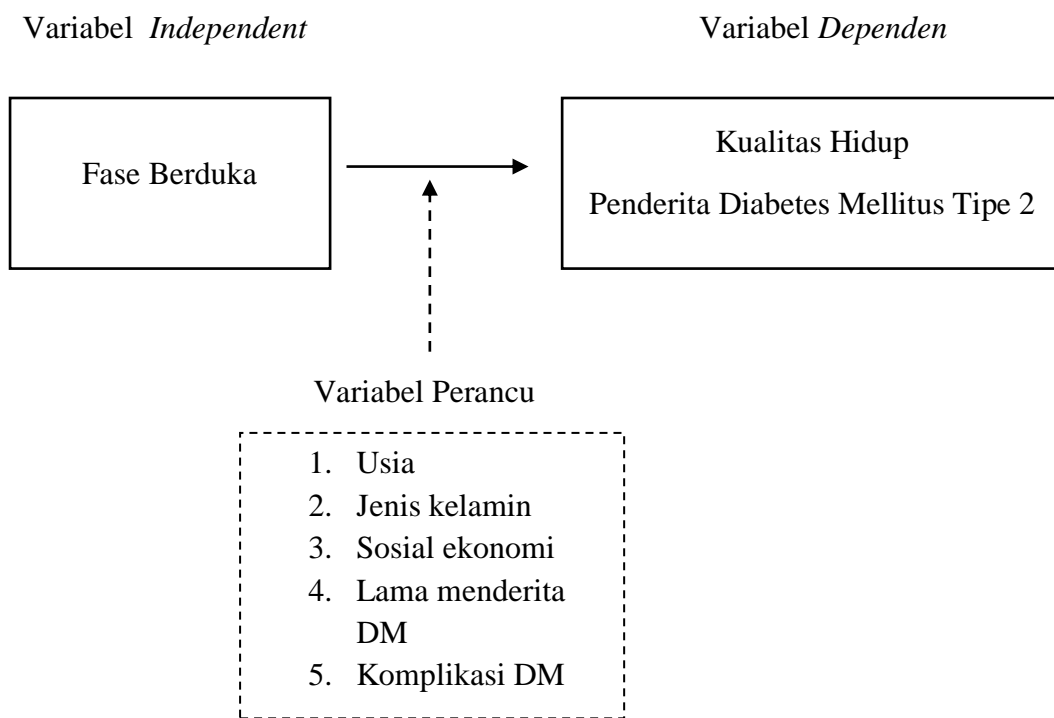 Variabel Independent
Variabel Dependen
Fase Berduka
Kualitas Hidup
Penderita Diabetes Mellitus Tipe 2
Variabel Perancu
1. Usia
2. Jenis kelamin
3. Sosial ekonomi
4. Lama menderita
DM
5. Komplikasi DM